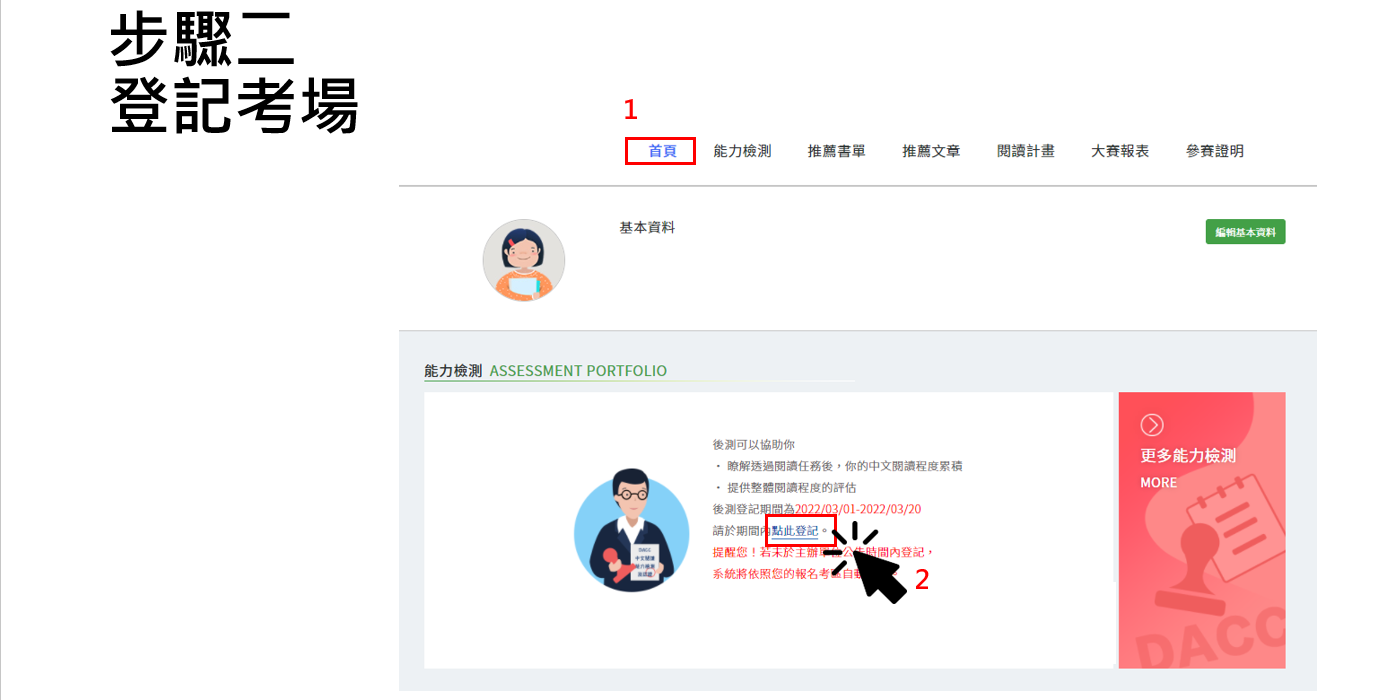 步驟二
登記考場
1
首頁 能力檢測 推薦書單 推薦文章 閱讀計畫 大賽報表 參賽證明
基本資料
編輯基本資料
能力檢測 ASSESSMENT PORTFOLIO
後測可以協助你
・ 瞭解透過閱讀任務後，你的中文閱讀程度累積
・ 提供整體閱讀程度的評估
後測登記期間為2022/03/01-2022/03/20
請於期間內點此登記。
提醒您！若未於主辦單位公告時間內登記，
系統將依照您的報名考區自動
2
DACC
中文閱讀
能力檢測
更多能力檢測
MORE
DACC